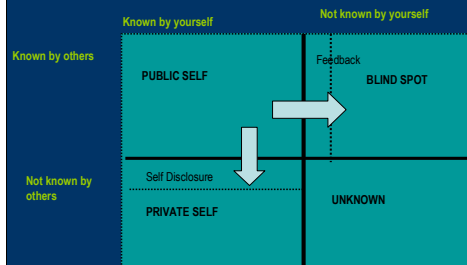 Known by yourself
Not known by yourself
Known by others
Feedback
PUBLIC SELF
BLIND SPOT
Not known by
others
Self Disclosure
PRIVATE SELF
UNKNOWN